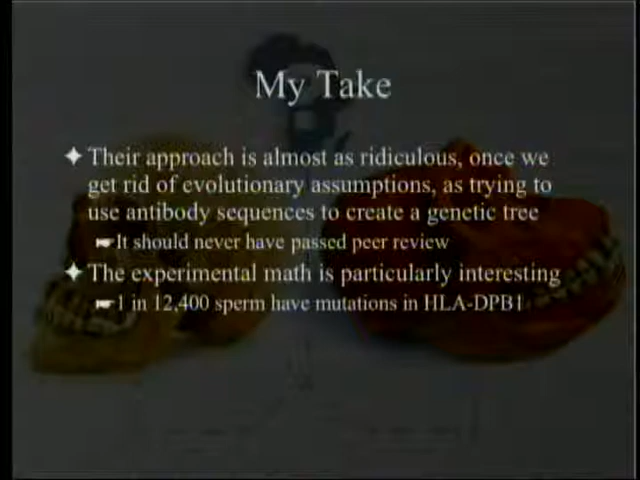 My Take
Their approach is almost as ridiculous, once we
get rid of evolutionary assumptions, as trying to
use antibody sequences to create a genetic tree
It should never have passed peer review
The experimental math is particularly interesting
1 in 12,400 sperm have mutations in HLA-DPB1